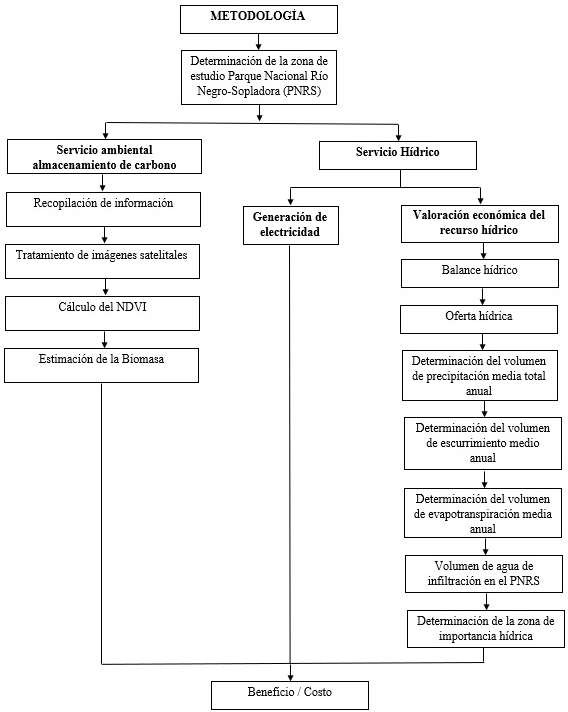 METODOLOGÍA
Determinación de la zona de
estudio Parque Nacional Río
Negro-Sopladora (PNRS)
Servicio ambiental
almacenamiento de carbono
Recopilación de información
Tratamiento de imágenes satelitales
Cálculo del NDVI
Estimación de la Biomasa
Servicio Hídrico
Generación de
electricidad
Valoración económica del
recurso hídrico
Balance hídrico
Oferta hídrica
Determinación del volumen
de precipitación media total
anual
Determinación del volumen
de escurrimiento medio
anual
Determinación del volumen
de evapotranspiración media
anual
Volumen de agua de
infiltración en el PNRS
Determinación de la zona de
importancia hídrica
Beneficio / Costo